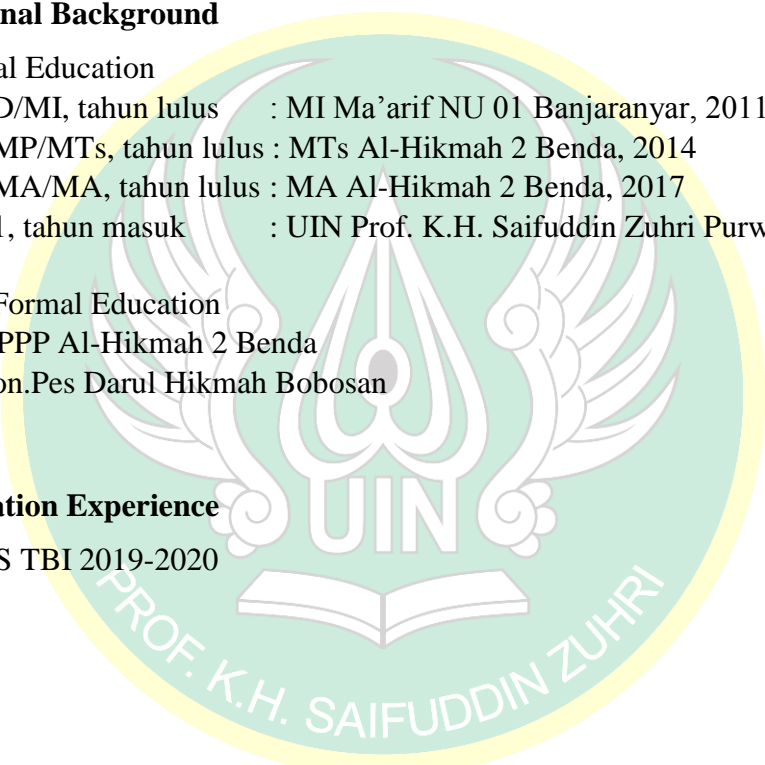 nal Background
al Education
D/MI, tahun lulus : MI Ma’arif NU 01 Banjaranyar, 2011
MP/MTs, tahun lulus : MTs Al-Hikmah 2 Benda, 2014
MA/MA, tahun lulus : MA Al-Hikmah 2 Benda, 2017
1, tahun masuk : UIN Prof. K.H. Saifuddin Zuhri Purw
Formal Education
PPP Al-Hikmah 2 Benda
on.Pes Darul Hikmah Bobosan
ation Experience
S TBI 2019-2020
UIN
PROF. K.H. SAIFUDDIN ZUHRI